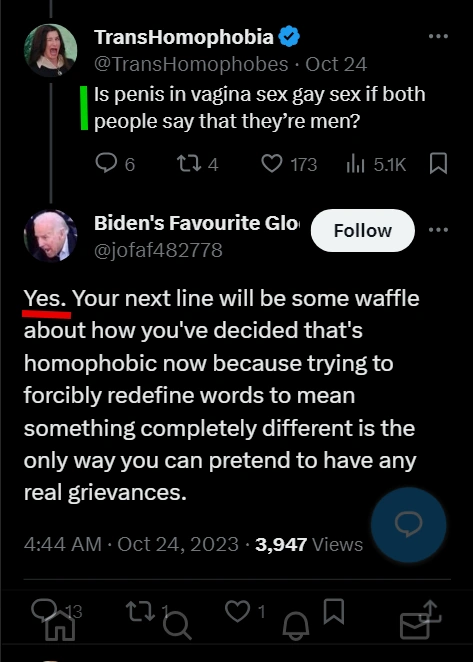 TransHomophobia
@TransHomophobes · Oct 24
Is penis in vagina sex gay sex if both
people say that they’re men?
6 4 173 5.1K
Biden's Favourite Glo
Follow
@jofaf482778
Yes. Your next line will be some waffle
about how you've decided that's
homophobic now because trying to
forcibly redefine words to mean
something completely different is the
only way you can pretend to have any
real grievances.
4:44 AM · Oct 24, 2023 · 3,947 Views
13 1 1